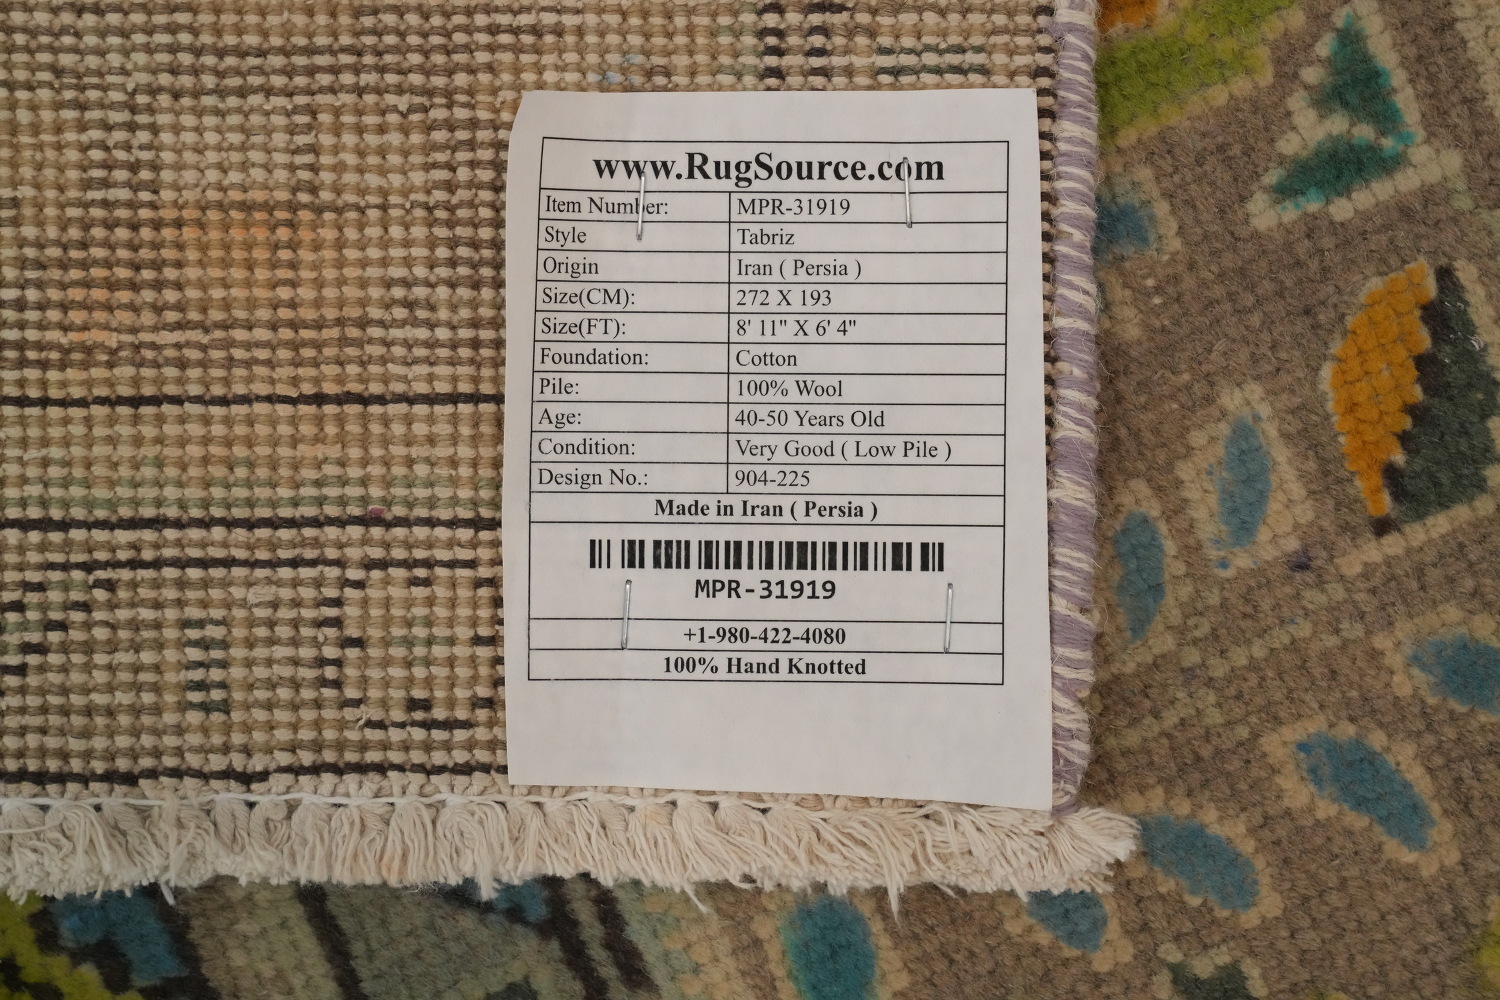 www.RugSource.com
Item Number: MPR-31919
Style Tabriz
Origin Iran ( Persia )
Size(CM): 272 X 193
Size(FT): 8' 11" X 6' 4"
Foundation: Cotton
Pile: 100% Wool
Age: 40-50 Years Old
Condition: Very Good ( Low Pile )
Design No.: 904-225
Made in Iran ( Persia )
MPR-31919
+1-980-422-4080
100% Hand Knotted